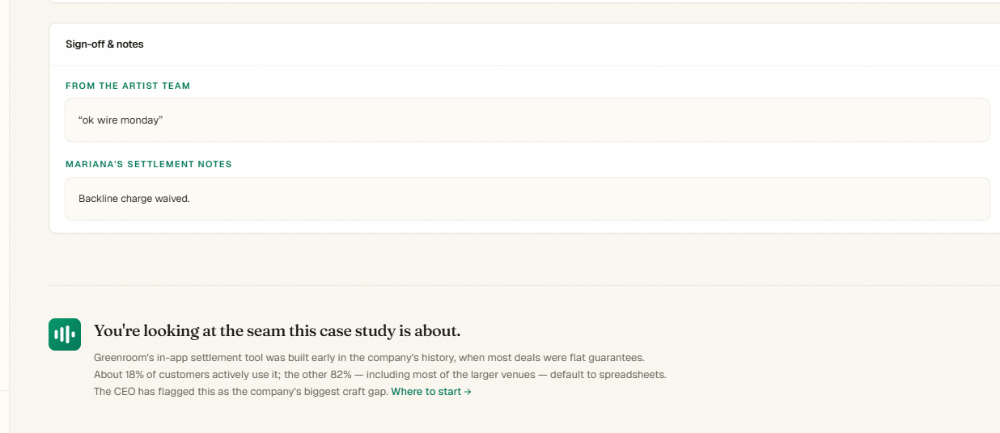 Sign-off & notes
FROM THE ARTIST TEAM
“ok wire monday”
MARIANA'S SETTLEMENT NOTES
Backline charge waived.
You're looking at the seam this case study is about.
Greenroom's in-app settlement tool was built early in the company's history, when most deals were flat guarantees.
About 18% of customers actively use it; the other 82% — including most of the larger venues — default to spreadsheets.
The CEO has flagged this as the company's biggest craft gap. Where to start →